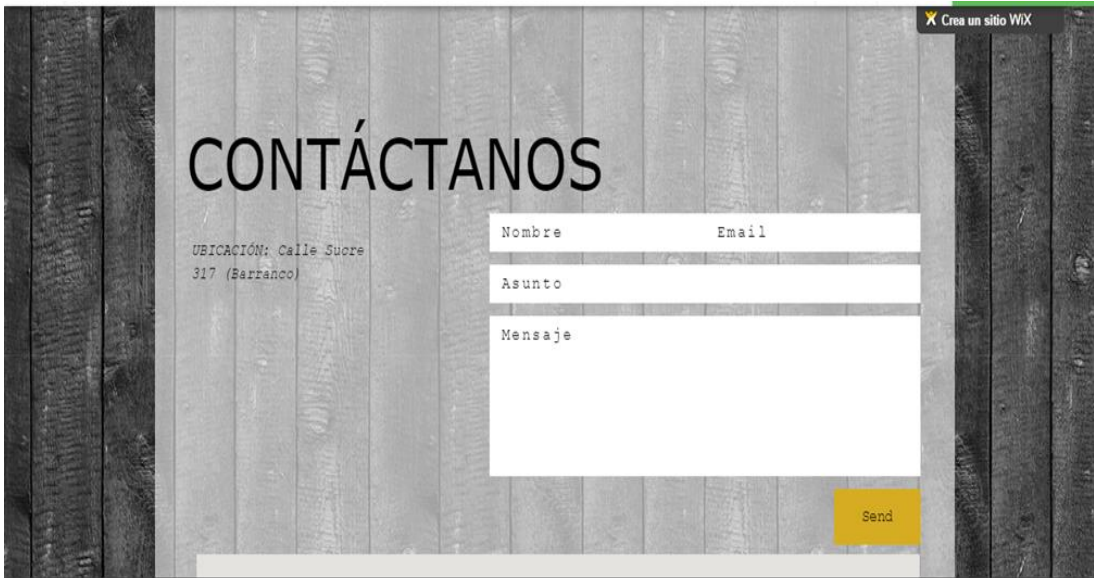 Crea un sitio WiX
CONTÁCTANOS
UBICACIÓN: Calle Sucre
317 (Barranco)
Nombre
Email
Asunto
Mensaje
Send